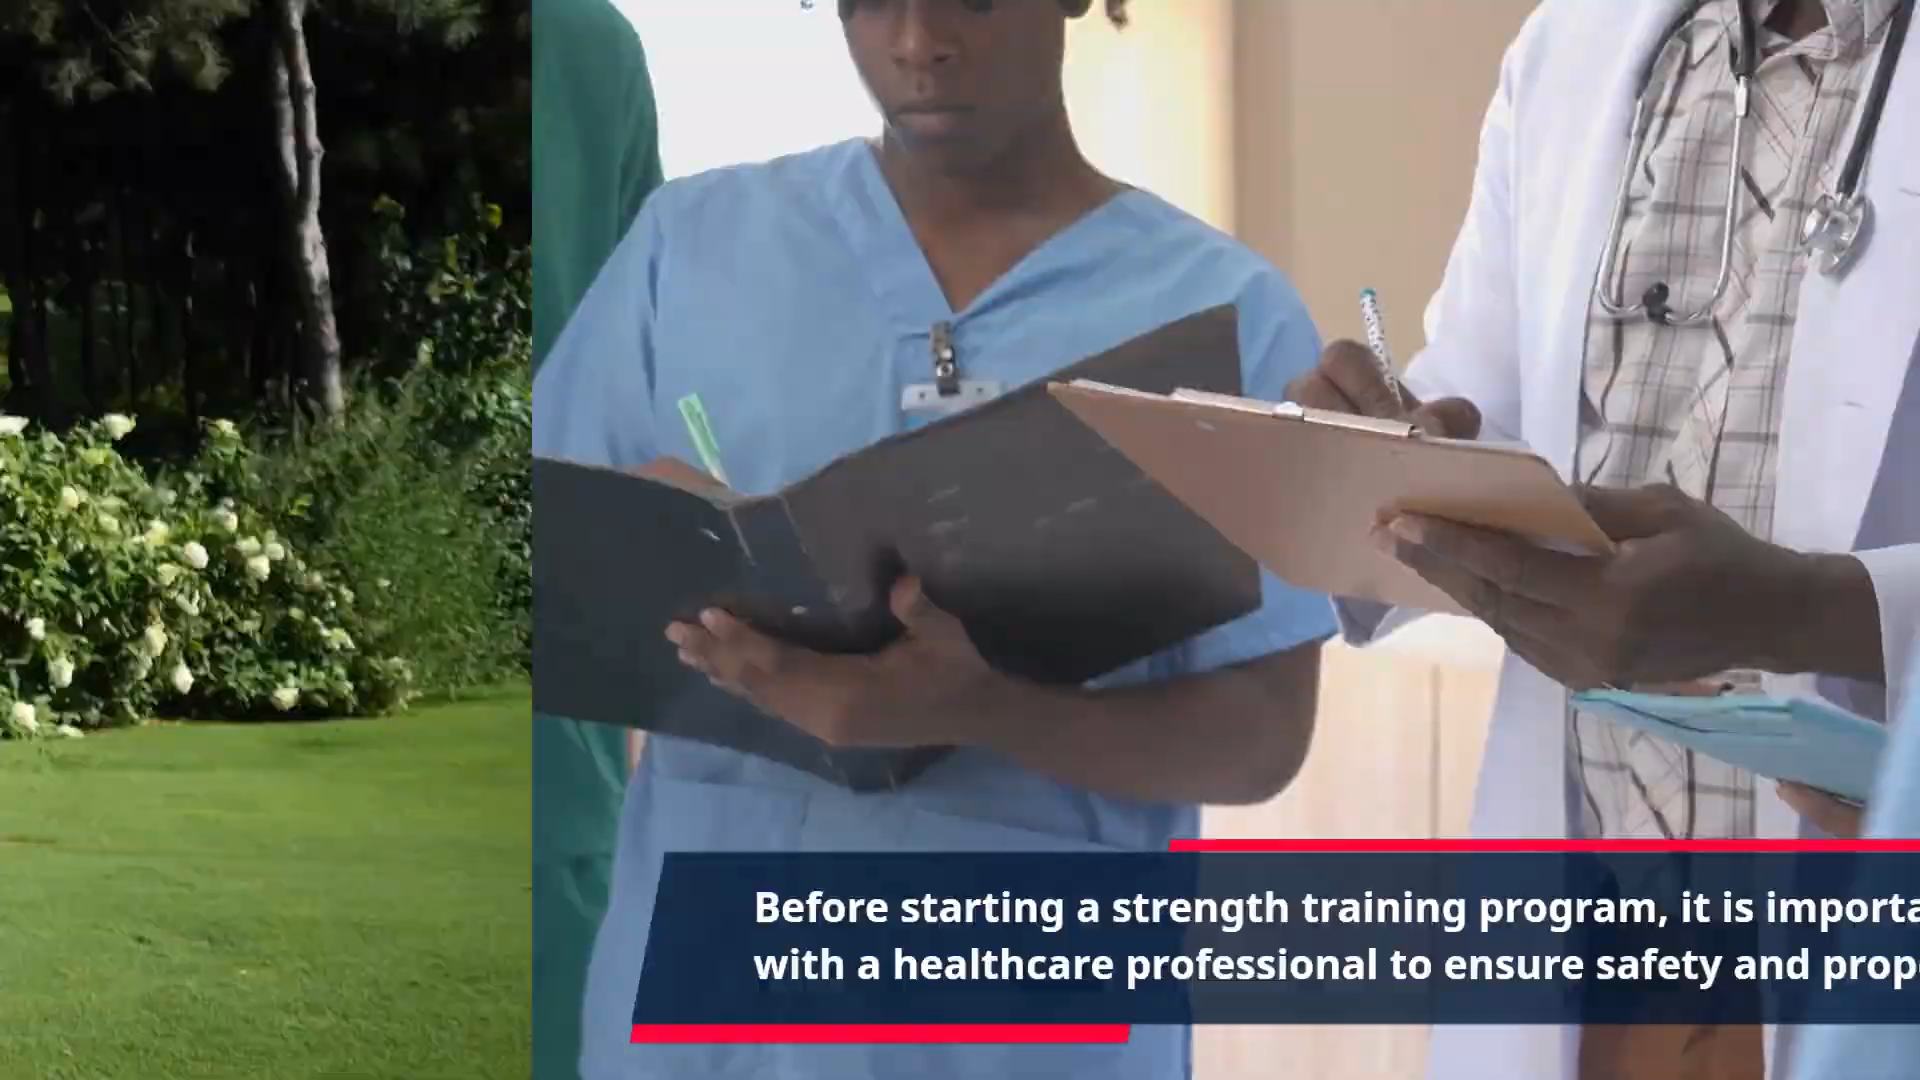 Before starting a strength training program, it is importa
with a healthcare professional to ensure safety and prop